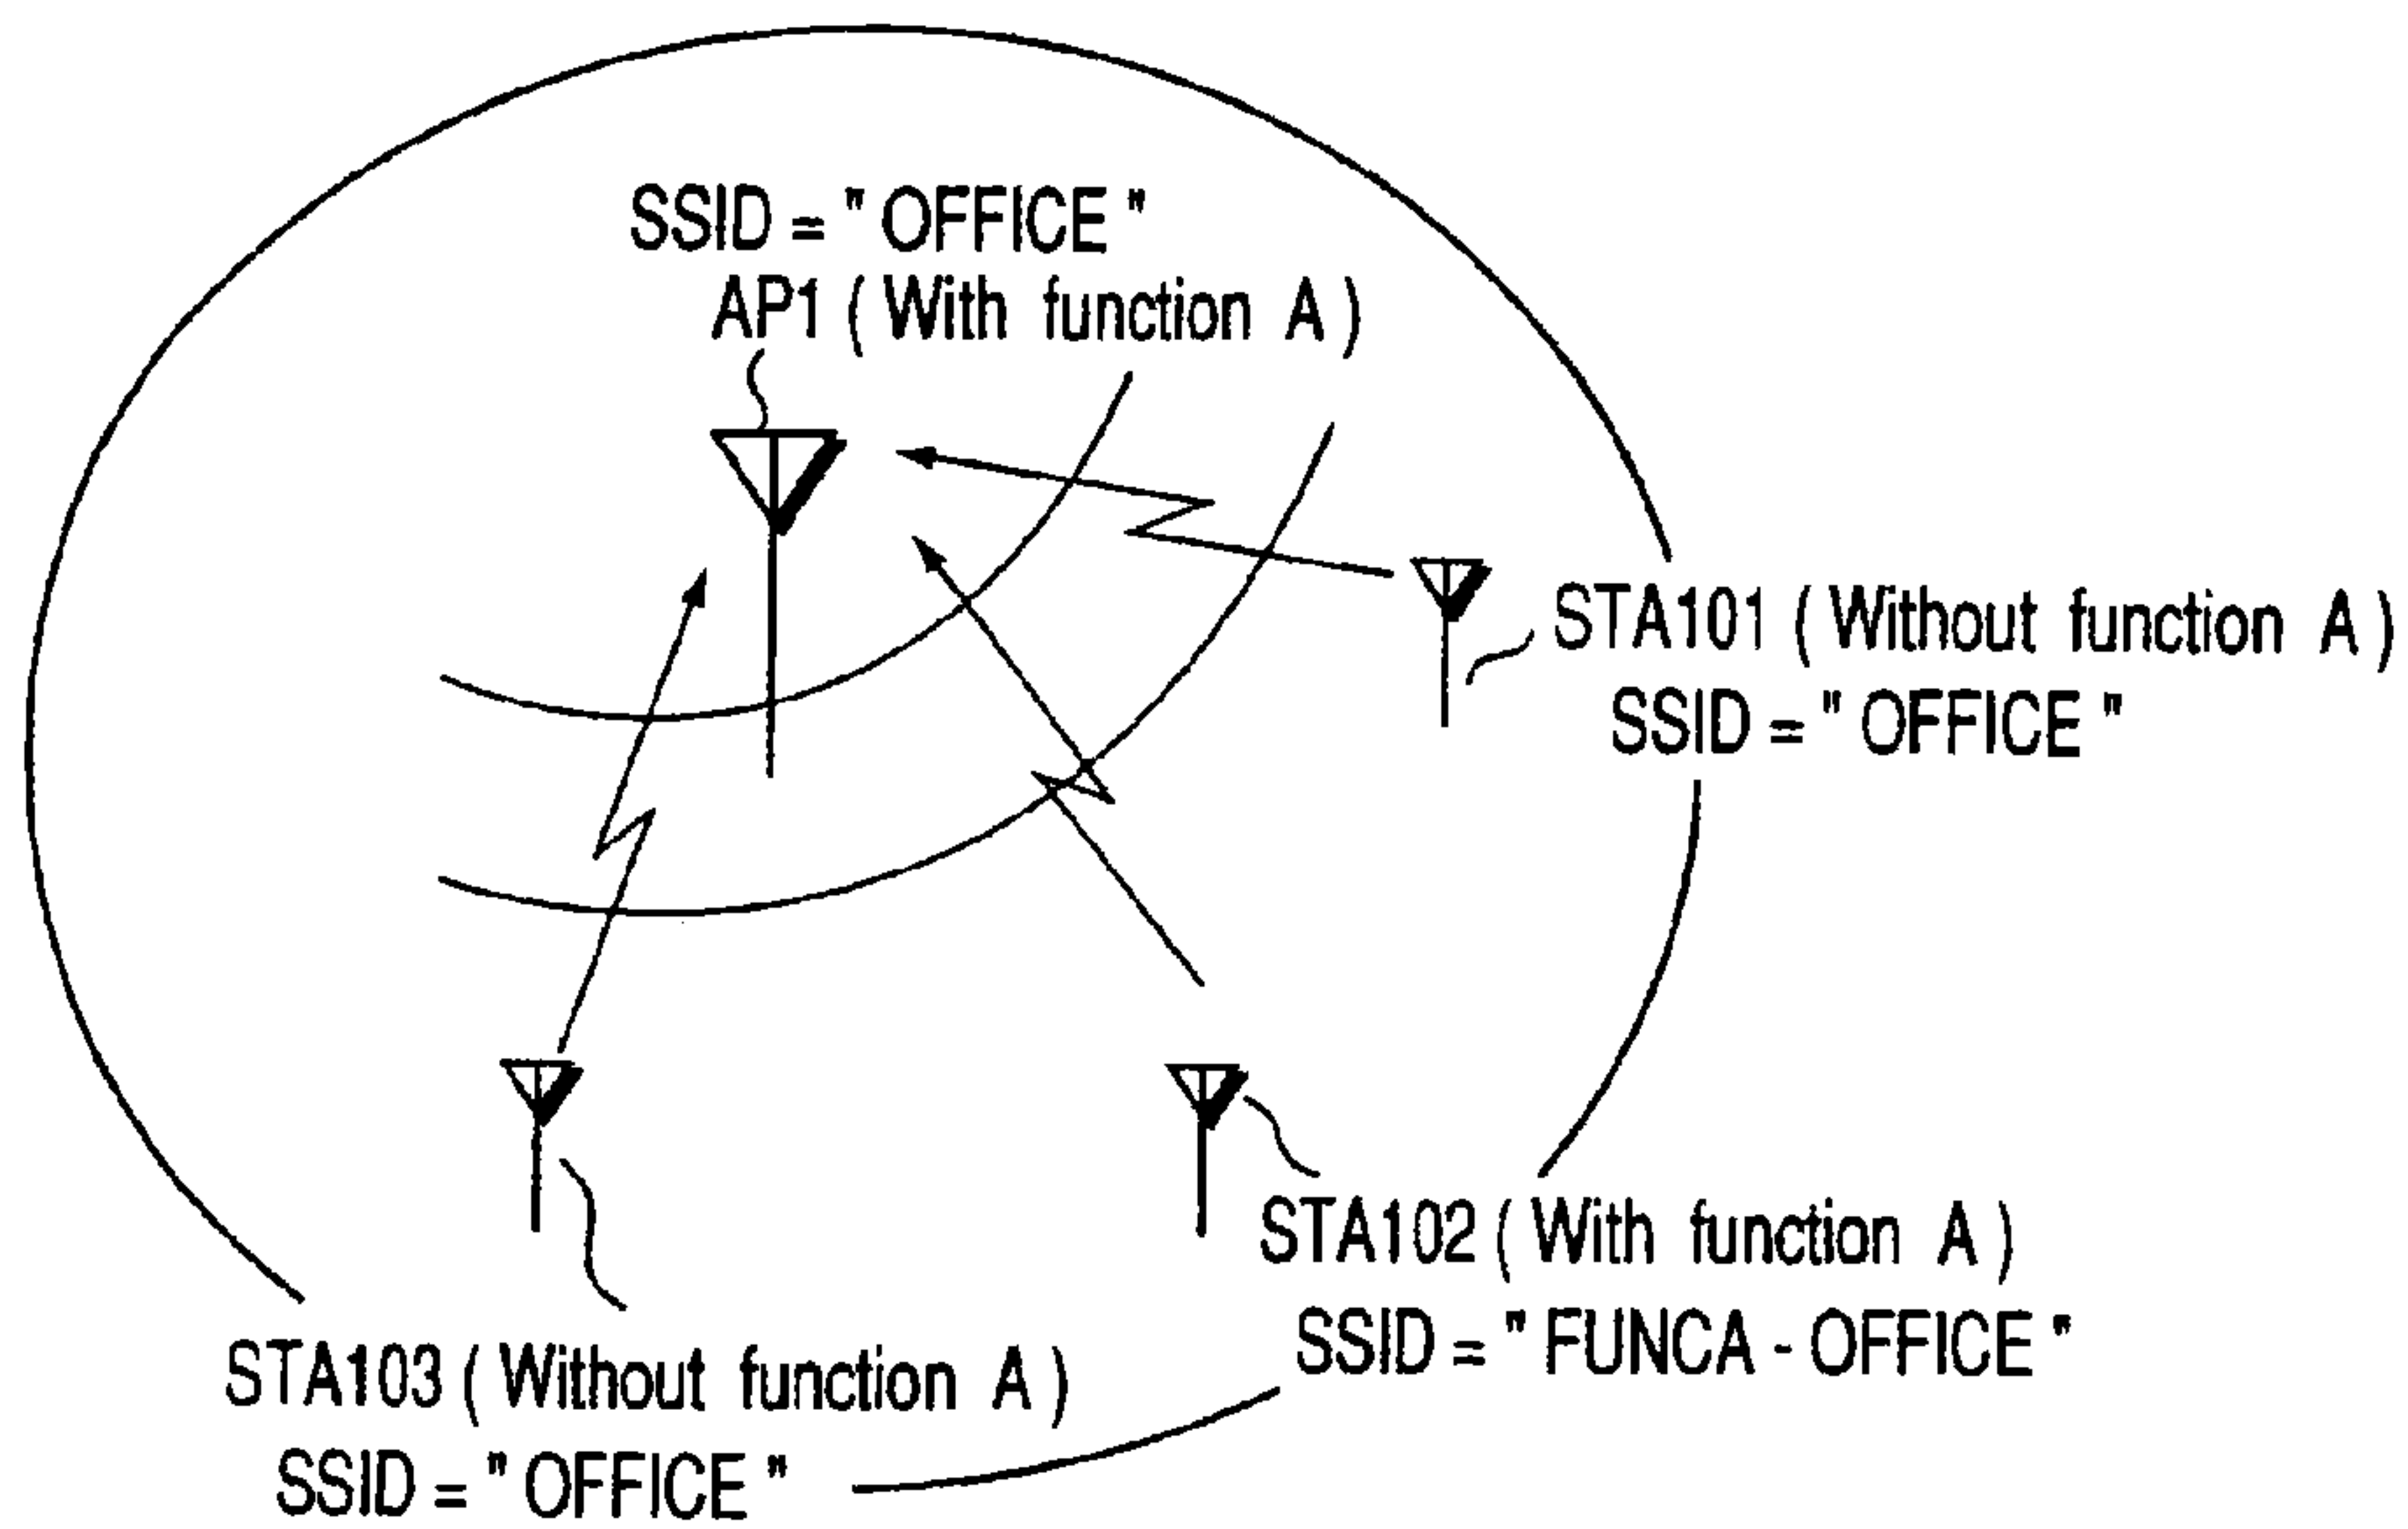 SSID = " OFFICE "
AP1 ( With function A )
STA101 ( Without function A )
SSID = " OFFICE "
STA102 ( With function A )
SSID = " FUNCA - OFFICE "
STA103 ( Without function A )
SSID = " OFFICE "